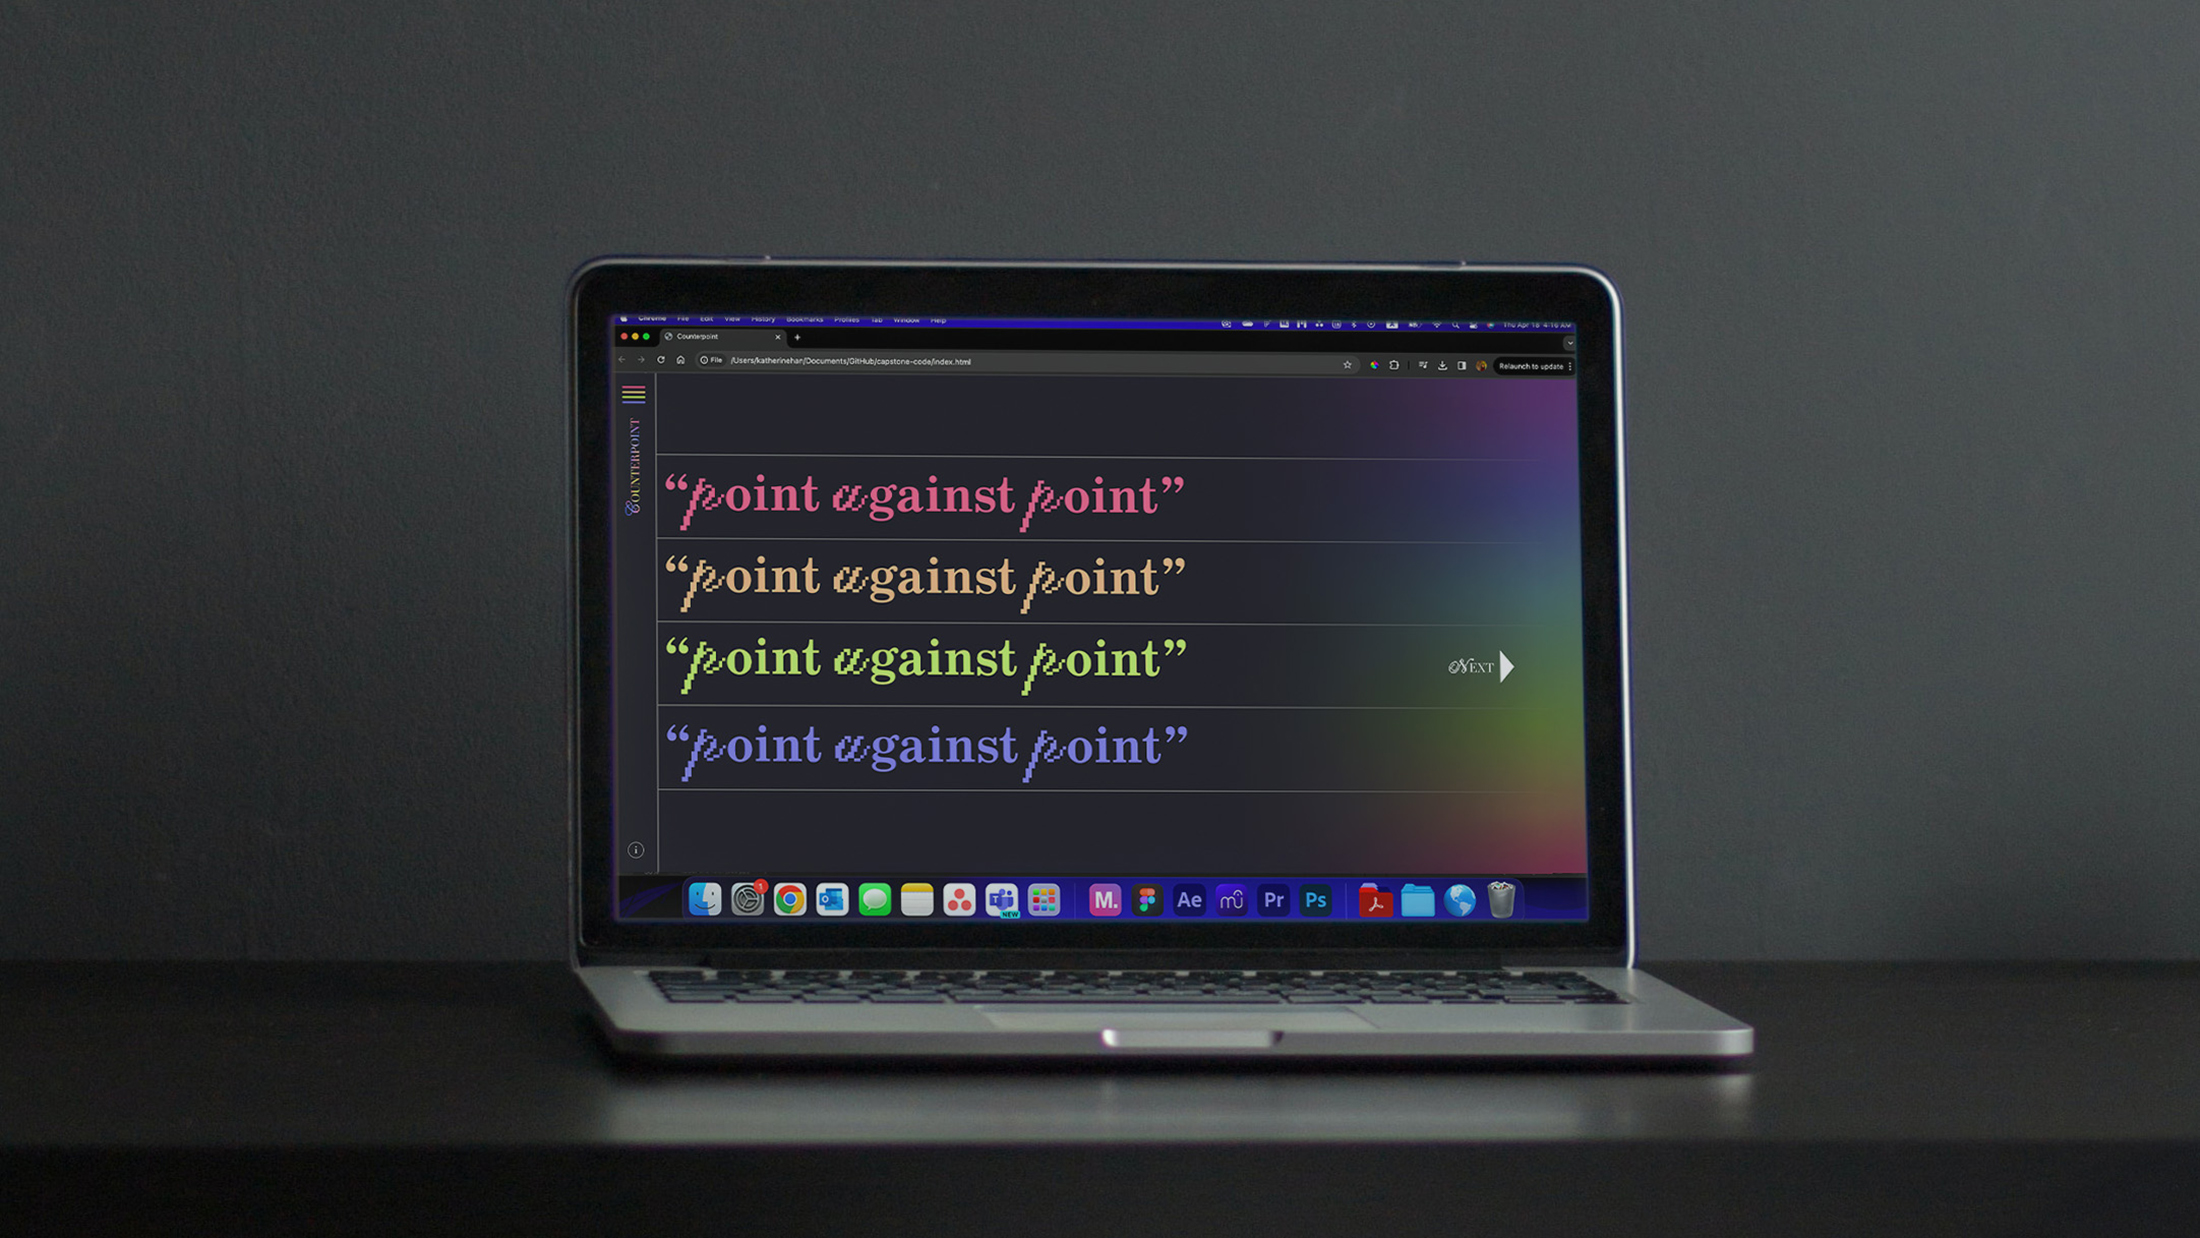 Chrome File Edit View History Bookmarks Profiles Tab Window Help
Thu Apr 18 4:16 AM
Counterpoint
File /Users/katherinehan/Documents/GitHub/capstone-code/index.html
Relaunch to update
COUNTERPOINT
“point against point”
“point against point”
“point against point”
NEXT
“point against point”
i
1
NEW
M.
Ae
Pr
Ps